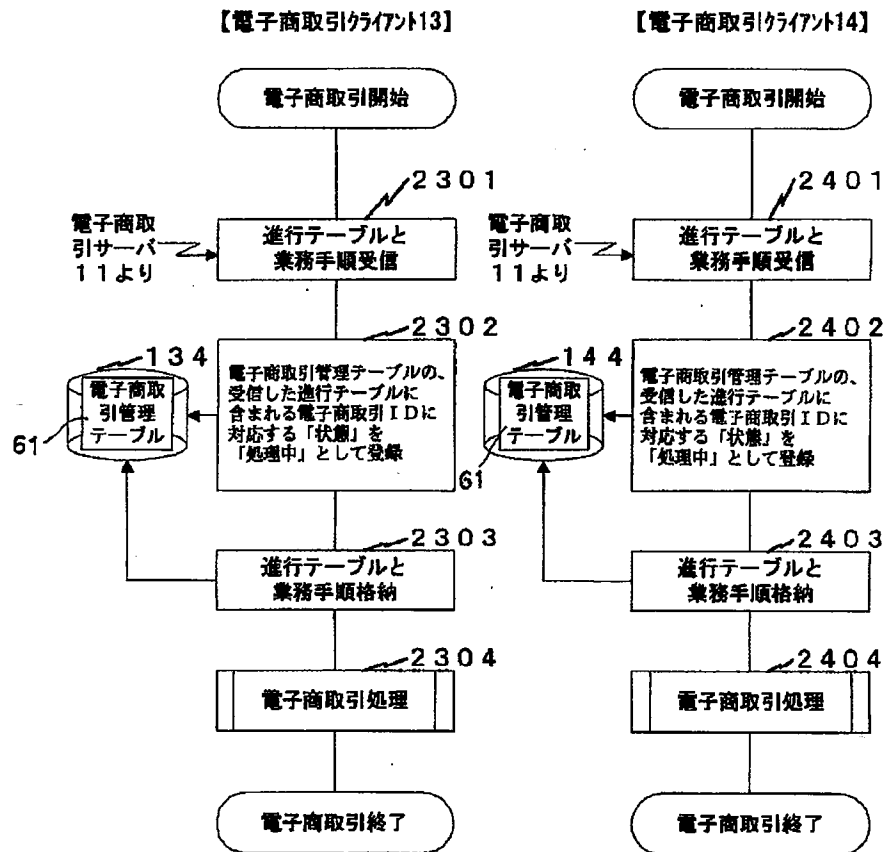 【電子商取引クライアント13】
電子商取引開始
2301
電子商取
引サーバ
11より
進行テーブルと
業務手順受信
2302
134
電子商取
引管理
テーブル
61
電子商取引管理テーブルの、
受信した進行テーブルに
含まれる電子商取引IDに
対応する「状態」を
「処理中」として登録
2303
進行テーブルと
業務手順格納
2304
電子商取引処理
電子商取引終了
【電子商取引クライアント14】
電子商取引開始
2401
電子商取
引サーバ
11より
進行テーブルと
業務手順受信
2402
144
電子商取
引管理
テーブル
61
電子商取引管理テーブルの、
受信した進行テーブルに
含まれる電子商取引IDに
対応する「状態」を
「処理中」として登録
2403
進行テーブルと
業務手順格納
2404
電子商取引処理
電子商取引終了